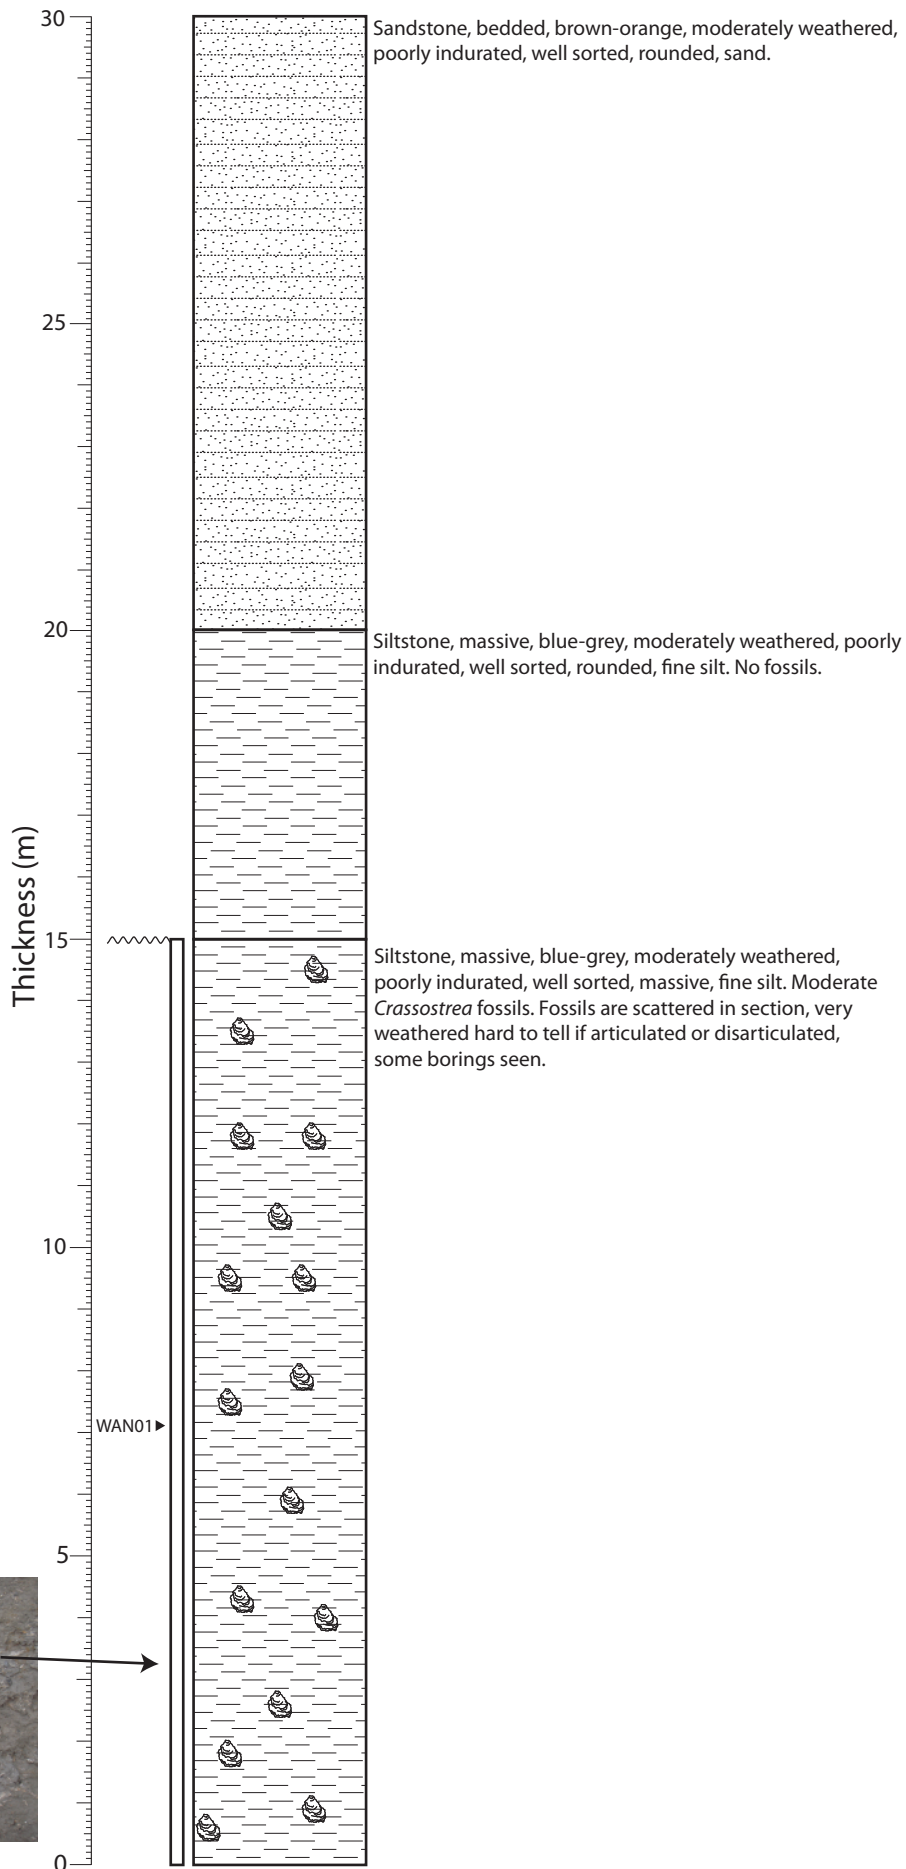 30
Sandstone, bedded, brown-orange, moderately weathered,
poorly indurated, well sorted, rounded, sand.
25
20
Siltstone, massive, blue-grey, moderately weathered, poorly
indurated, well sorted, rounded, fine silt. No fossils.
Thickness (m)
15
Siltstone, massive, blue-grey, moderately weathered,
poorly indurated, well sorted, massive, fine silt. Moderate
Crassostrea fossils. Fossils are scattered in section, very
weathered hard to tell if articulated or disarticulated,
some borings seen.
10
WAN01
5
0